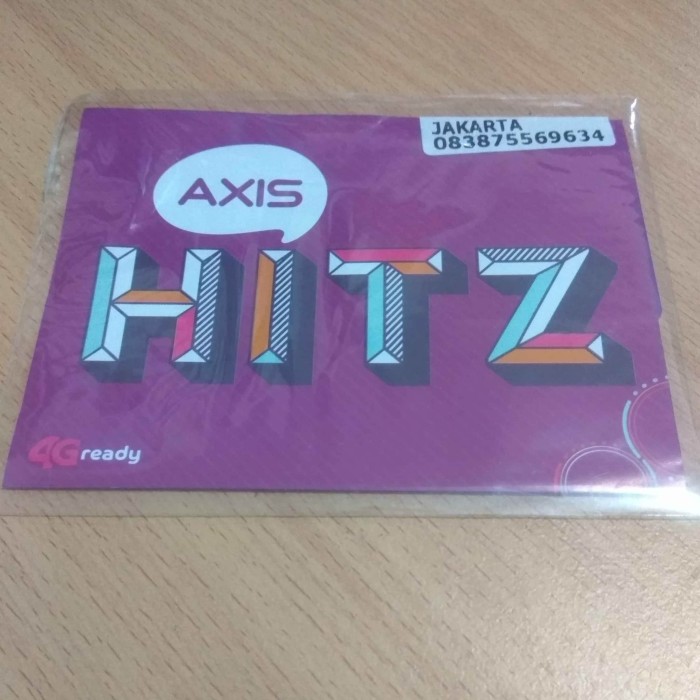 JAKARTA
083875569634
AXIS
HITZ
4G ready